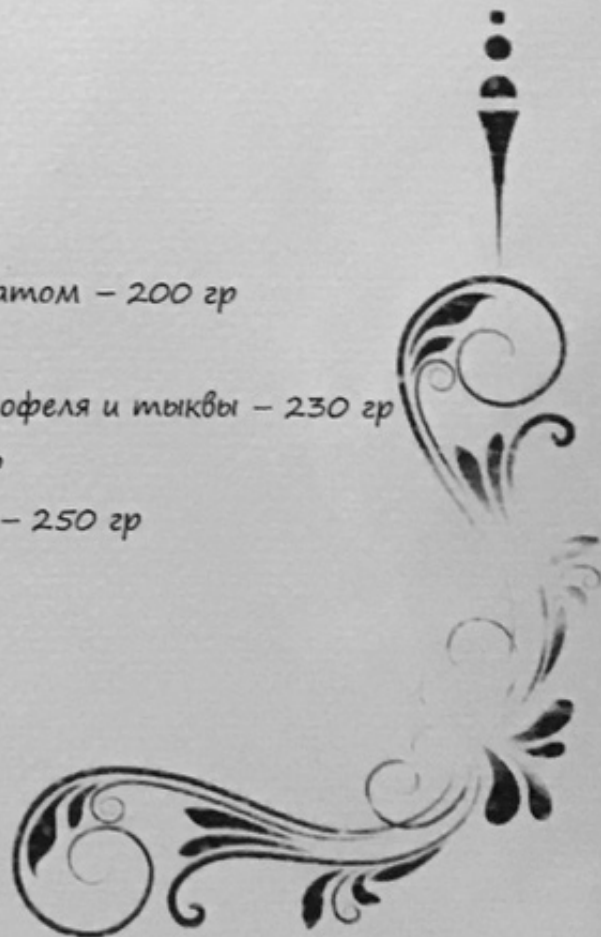 атом – 200 гр
офеля и тыквы – 230 гр
– 250 гр